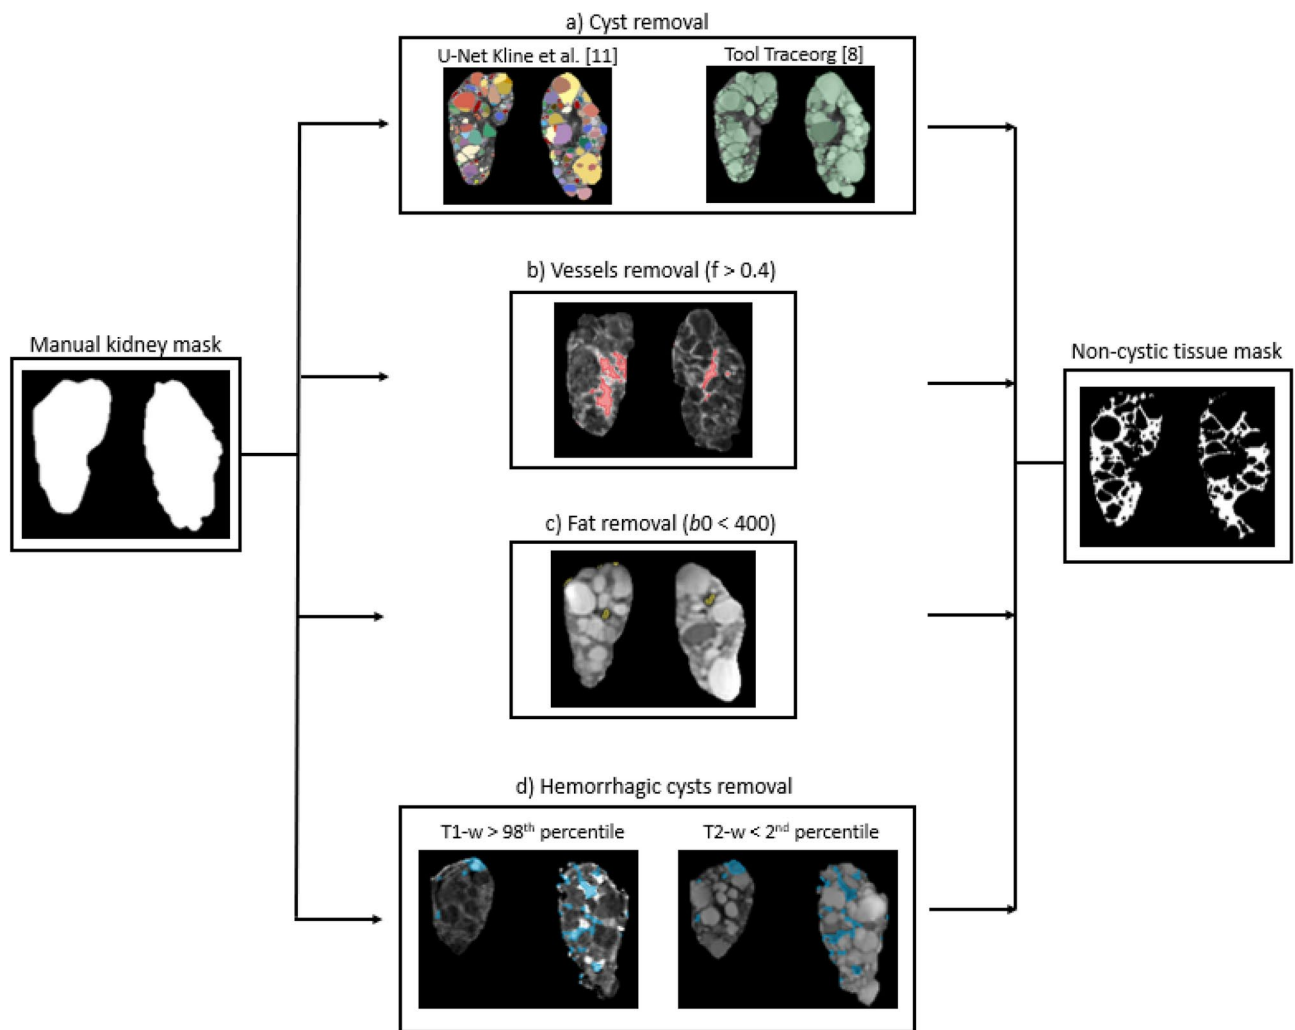 a) Cyst removal
U-Net Kline et al. [11]
Tool Traceorg [8]
b) Vessels removal (f > 0.4)
Manual kidney mask
Non-cystic tissue mask
c) Fat removal (b0 < 400)
d) Hemorrhagic cysts removal
T1-w > 98th percentile
T2-w < 2nd percentile